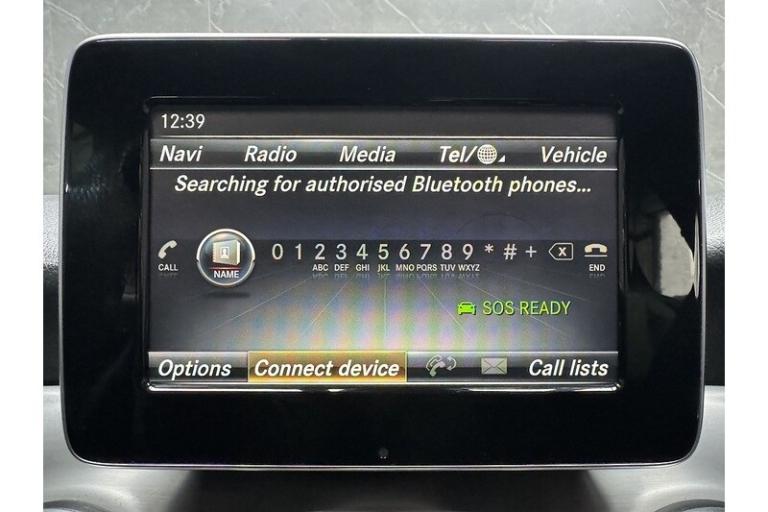 12:39
Navi Radio Media Tel/ Vehicle
Searching for authorised Bluetooth phones...
CALL NAME 0 1 2 3 4 5 6 7 8 9 * # + X END
ABC DEF GHI JKL MNO PQRS TUV WXYZ
SOS READY
Options Connect device Call lists